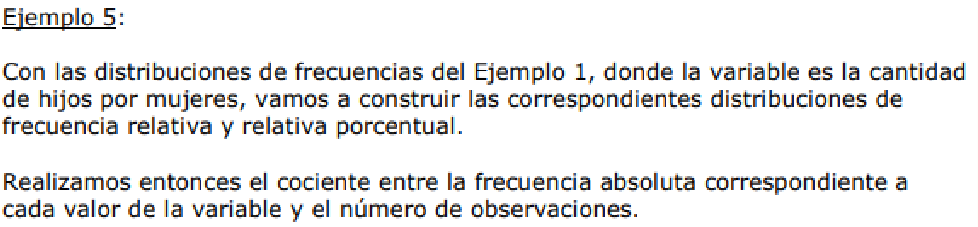 Ejemplo 5:
Con las distribuciones de frecuencias del Ejemplo 1, donde la variable es la cantidad
de hijos por mujeres, vamos a construir las correspondientes distribuciones de
frecuencia relativa y relativa porcentual.
Realizamos entonces el cociente entre la frecuencia absoluta correspondiente a
cada valor de la variable y el número de observaciones.